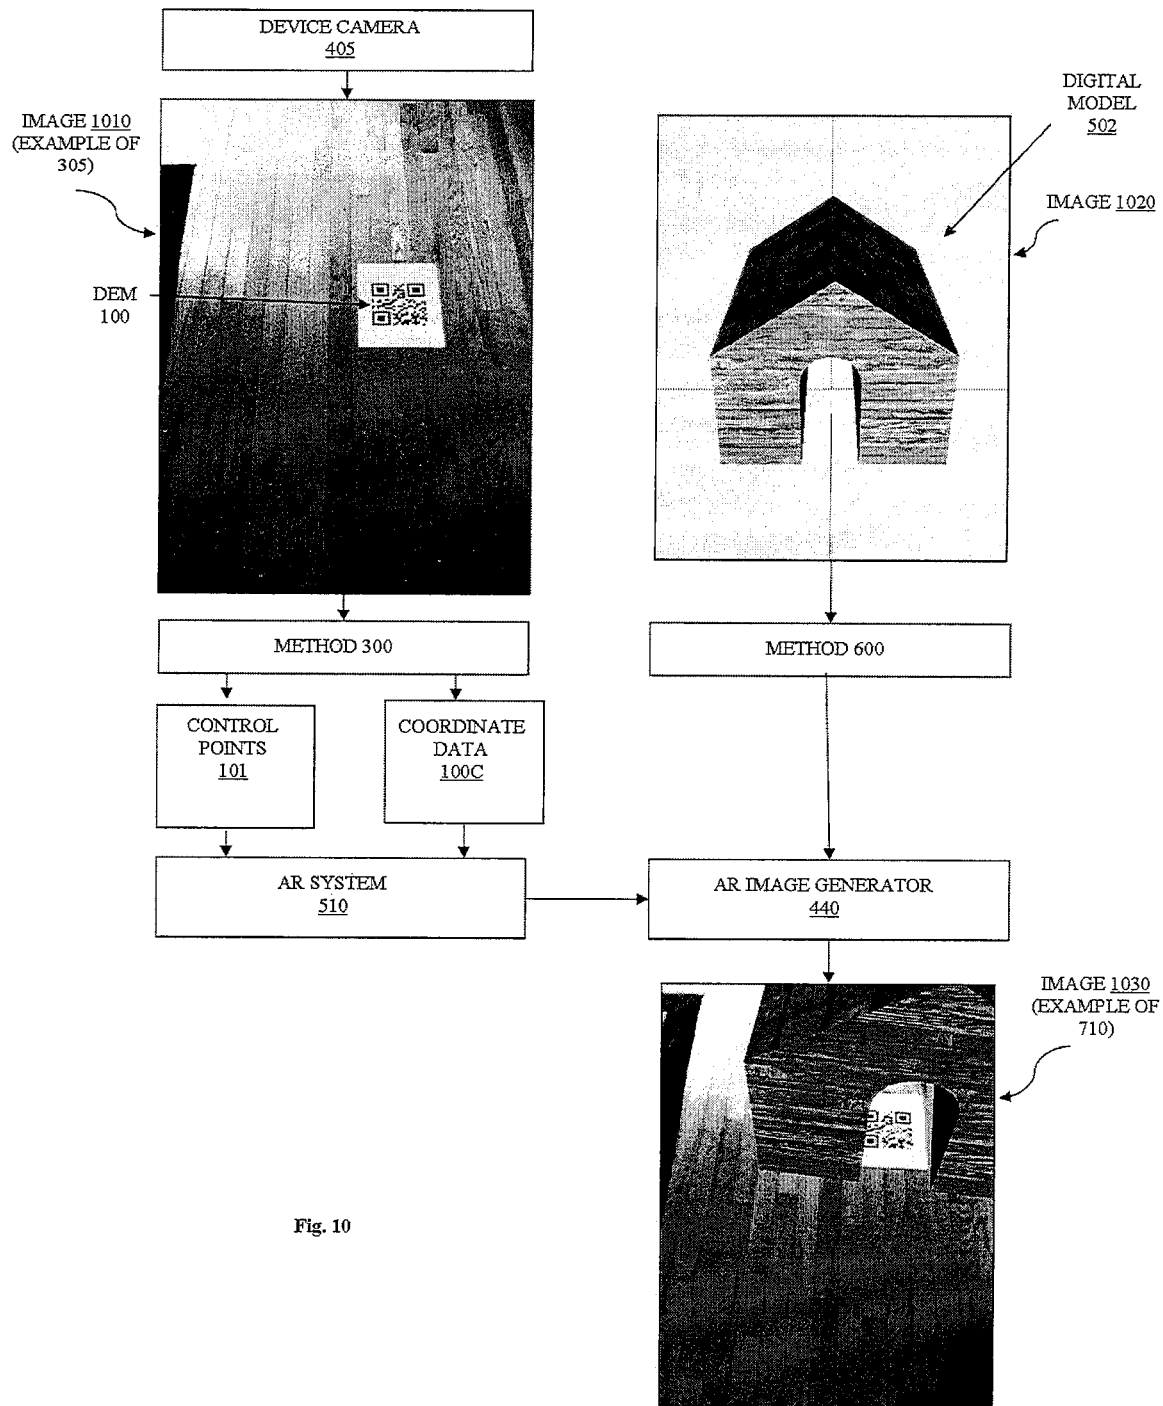 DEVICE CAMERA
405
IMAGE 1010
(EXAMPLE OF
305)
DEM
100
DIGITAL
MODEL
502
IMAGE 1020
METHOD 300
METHOD 600
CONTROL
POINTS
101
COORDINATE
DATA
100C
AR SYSTEM
510
AR IMAGE GENERATOR
440
IMAGE 1030
(EXAMPLE OF
710)
Fig. 10